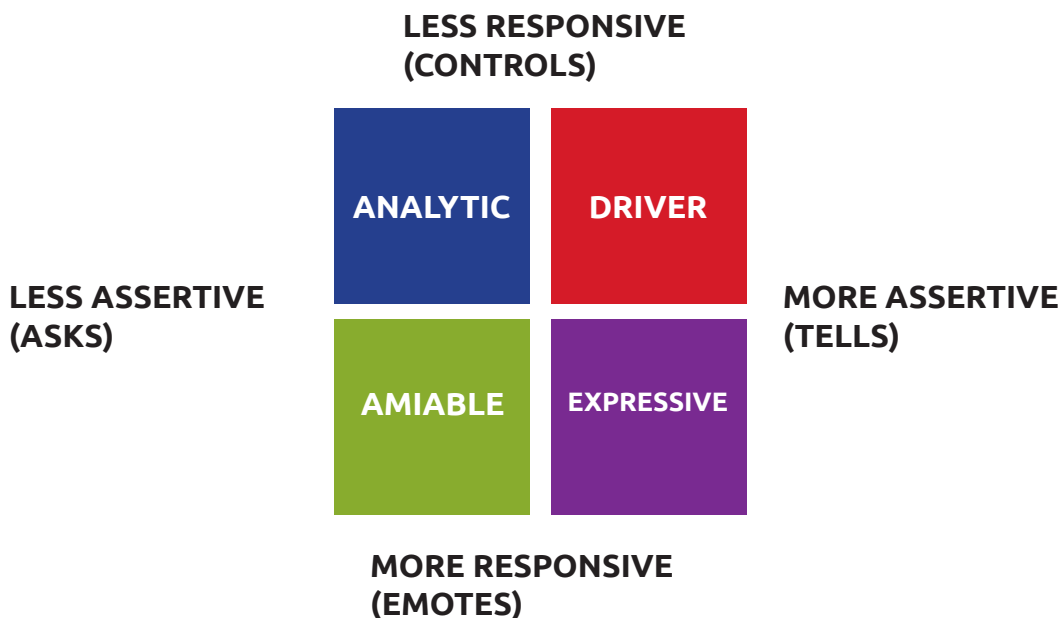 LESS RESPONSIVE
(CONTROLS)
ANALYTIC
DRIVER
LESS ASSERTIVE
(ASKS)
MORE ASSERTIVE
(TELLS)
AMIABLE
EXPRESSIVE
MORE RESPONSIVE
(EMOTES)